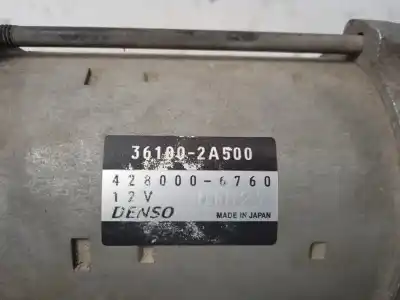 36100-2A500
428000-6760
12V
DENSO MADE IN JAPAN